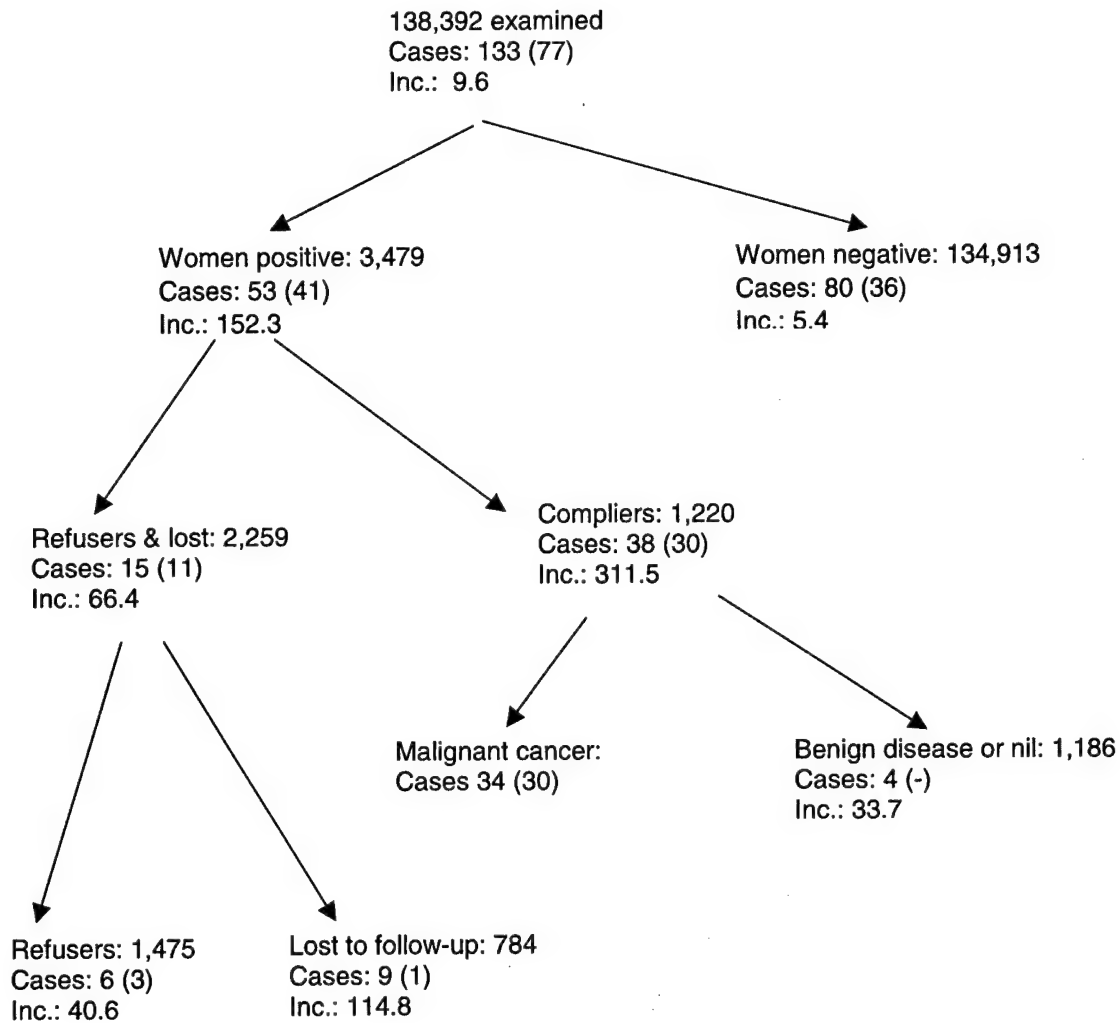 138,392 examined
Cases: 133 (77)
Inc.: 9.6
Women positive: 3,479
Cases: 53 (41)
Inc.: 152.3
Women negative: 134,913
Cases: 80 (36)
Inc.: 5.4
Refusers & lost: 2,259
Cases: 15 (11)
Inc.: 66.4
Compliers: 1,220
Cases: 38 (30)
Inc.: 311.5
Malignant cancer:
Cases 34 (30)
Benign disease or nil: 1,186
Cases: 4 (-)
Inc.: 33.7
Refusers: 1,475
Cases: 6 (3)
Inc.: 40.6
Lost to follow-up: 784
Cases: 9 (1)
Inc.: 114.8